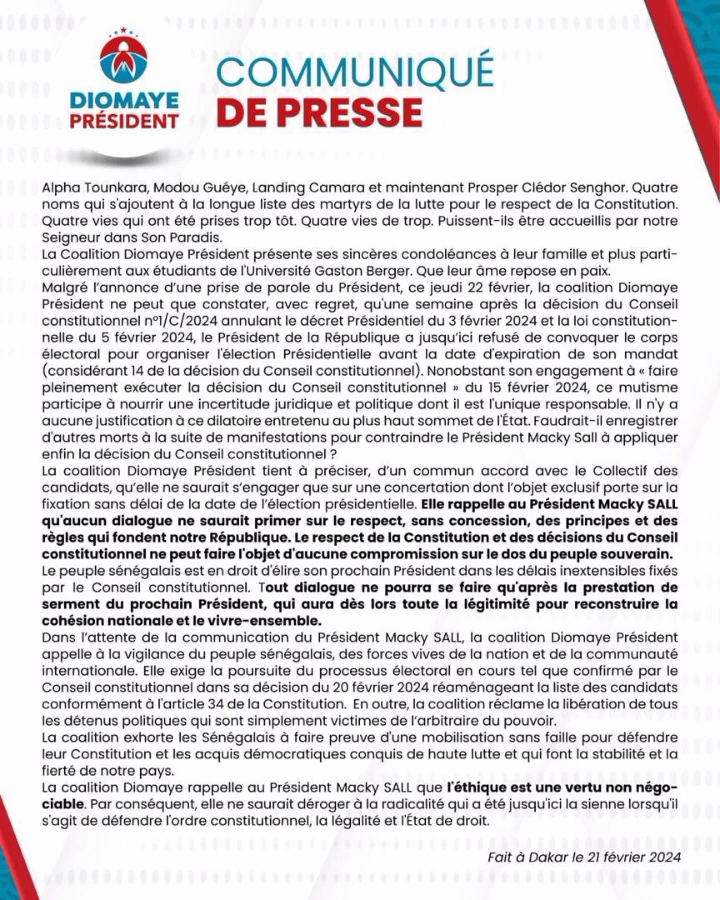 DIOMAYE
PRÉSIDENT
COMMUNIQUÉ
DE PRESSE
Alpha Tounkara, Modou Guéye, Landing Camara et maintenant Prosper Clédor Senghor. Quatre
noms qui s'ajoutent à la longue liste des martyrs de la lutte pour le respect de la Constitution.
Quatre vies qui ont été prises trop tôt. Quatre vies de trop. Puissent-ils être accueillis par notre
Seigneur dans Son Paradis.
La Coalition Diomaye Président présente ses sincères condoléances à leur famille et plus parti-
culièrement aux étudiants de l'Université Gaston Berger. Que leur âme repose en paix.
Malgré l'annonce d'une prise de parole du Président, ce jeudi 22 février, la coalition Diomaye
Président ne peut que constater, avec regret, qu'une semaine après la décision du Conseil
constitutionnel n°1/C/2024 annulant le décret Présidentiel du 3 février 2024 et la loi constitution-
nelle du 5 février 2024, le Président de la République a jusqu'ici refusé de convoquer le corps
électoral pour organiser l'élection Présidentielle avant la date d'expiration de son mandat
(considérant 14 de la décision du Conseil constitutionnel). Nonobstant son engagement à « faire
pleinement exécuter la décision du Conseil constitutionnel » du 15 février 2024, ce mutisme
participe à nourrir une incertitude juridique et politique dont il est l'unique responsable. Il n'y a
aucune justification à ce dilatoire entretenu au plus haut sommet de l'État. Faudrait-il enregistrer
d'autres morts à la suite de manifestations pour contraindre le Président Macky Sall à appliquer
enfin la décision du Conseil constitutionnel ?
La coalition Diomaye Président tient à préciser, d'un commun accord avec le Collectif des
candidats, qu'elle ne saurait s'engager que sur une concertation dont l'objet exclusif porte sur la
fixation sans délai de la date de l'élection présidentielle. Elle rappelle au Président Macky SALL
qu'aucun dialogue ne saurait primer sur le respect, sans concession, des principes et des
règles qui fondent notre République. Le respect de la Constitution et des décisions du Conseil
constitutionnel ne peut faire l'objet d'aucune compromission sur le dos du peuple souverain.
Le peuple sénégalais est en droit d'élire son prochain Président dans les délais inextensibles fixés
par le Conseil constitutionnel. Tout dialogue ne pourra se faire qu'après la prestation de
serment du prochain Président, qui aura dès lors toute la légitimité pour reconstruire la
cohésion nationale et le vivre-ensemble.
Dans l'attente de la communication du Président Macky SALL, la coalition Diomaye Président
appelle à la vigilance du peuple sénégalais, des forces vives de la nation et de la communauté
internationale. Elle exige la poursuite du processus électoral en cours tel que confirmé par le
Conseil constitutionnel dans sa décision du 20 février 2024 réaménageant la liste des candidats
conformément à l'article 34 de la Constitution. En outre, la coalition réclame la libération de tous
les détenus politiques qui sont simplement victimes de l'arbitraire du pouvoir.
La coalition exhorte les Sénégalais à faire preuve d'une mobilisation sans faille pour défendre
leur Constitution et les acquis démocratiques conquis de haute lutte et qui font la stabilité et la
fierté de notre pays.
La coalition Diomaye rappelle au Président Macky SALL que l'éthique est une vertu non négo-
ciable. Par conséquent, elle ne saurait déroger à la radicalité qui a été jusqu'ici la sienne lorsqu'il
s'agit de défendre l'ordre constitutionnel, la légalité et l'État de droit.
Fait à Dakar le 21 février 2024